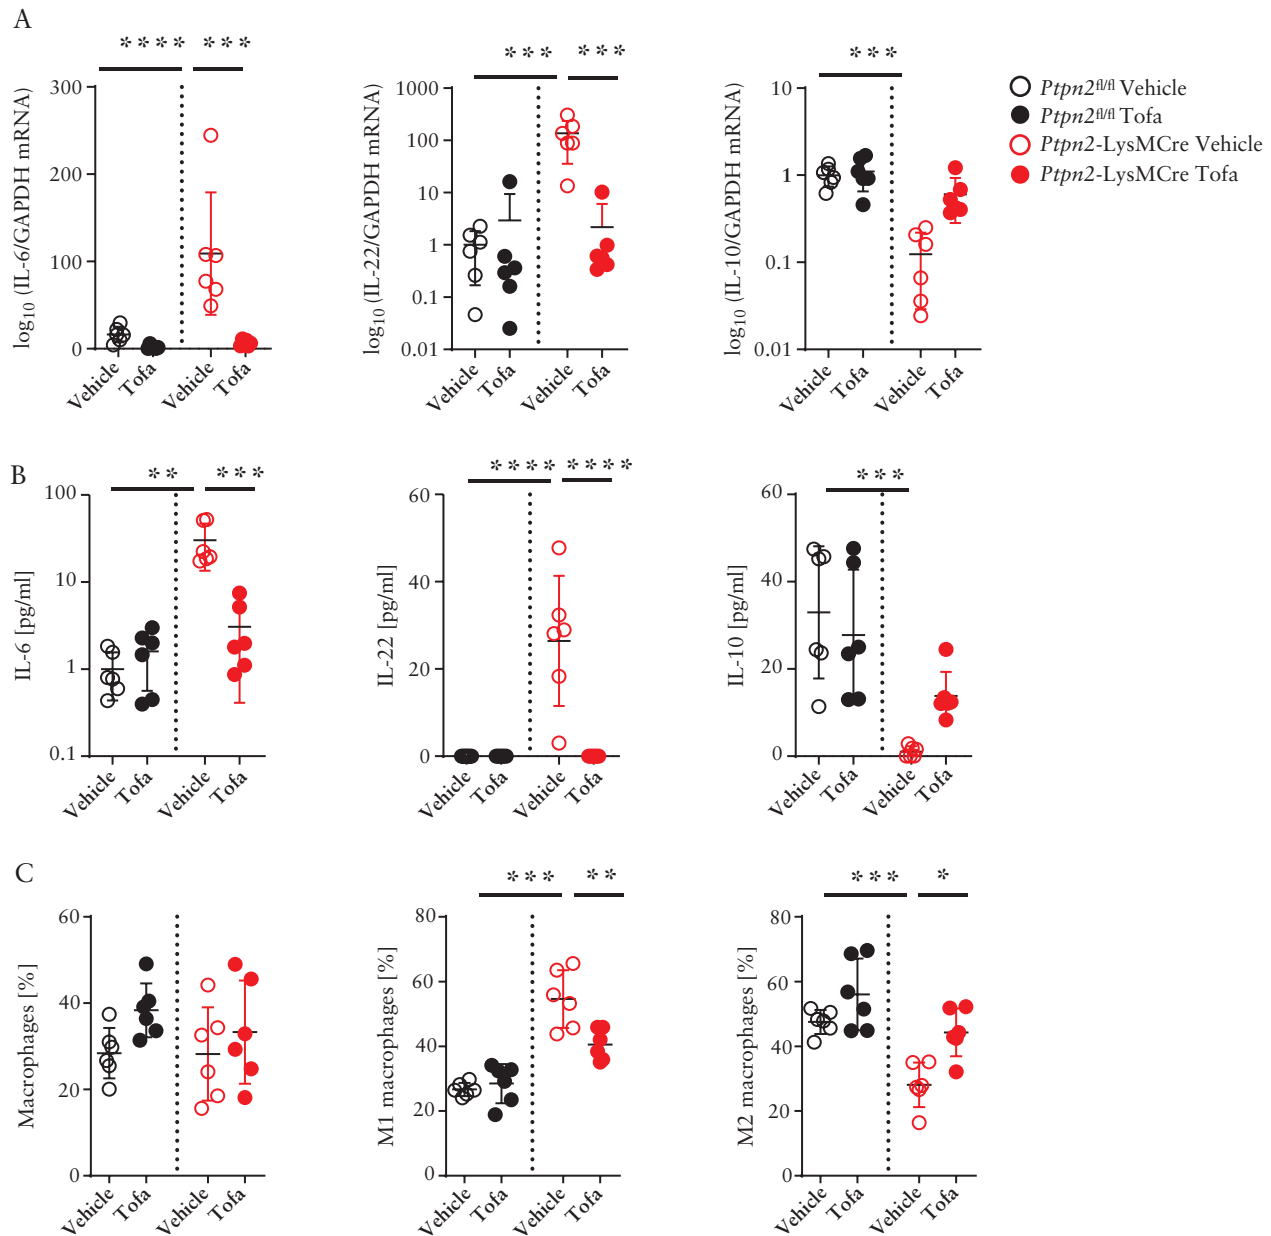 A
**** ***
log10 (IL-6/GAPDH mRNA)
300
200
100
0
Vehicle
Tofa
Vehicle
Tofa
*** ***
log10 (IL-22/GAPDH mRNA)
1000
100
10
1
0.1
0.01
Vehicle
Tofa
Vehicle
Tofa
***
log10 (IL-10/GAPDH mRNA)
10
1
0.1
0.01
Vehicle
Tofa
Vehicle
Tofa
Ptpn2fl/fl Vehicle
Ptpn2fl/fl Tofa
Ptpn2-LysMCre Vehicle
Ptpn2-LysMCre Tofa
B
** ***
IL-6 [pg/ml]
100
10
1
0.1
Vehicle
Tofa
Vehicle
Tofa
**** ****
IL-22 [pg/ml]
60
40
20
0
Vehicle
Tofa
Vehicle
Tofa
***
IL-10 [pg/ml]
60
40
20
0
Vehicle
Tofa
Vehicle
Tofa
C
Macrophages [%]
60
40
20
0
Vehicle
Tofa
Vehicle
Tofa
*** **
M1 macrophages [%]
80
60
40
20
0
Vehicle
Tofa
Vehicle
Tofa
*** *
M2 macrophages [%]
80
60
40
20
0
Vehicle
Tofa
Vehicle
Tofa